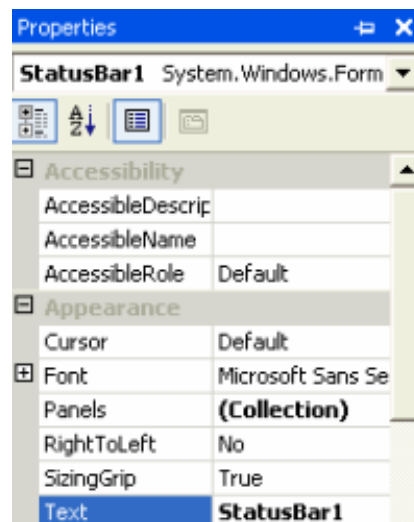 Properties
StatusBar1 System.Windows.Form
Accessibility
AccessibleDescrip
AccessibleName
AccessibleRole Default
Appearance
Cursor Default
Font Microsoft Sans Se
Panels (Collection)
RightToLeft No
SizingGrip True
Text StatusBar1